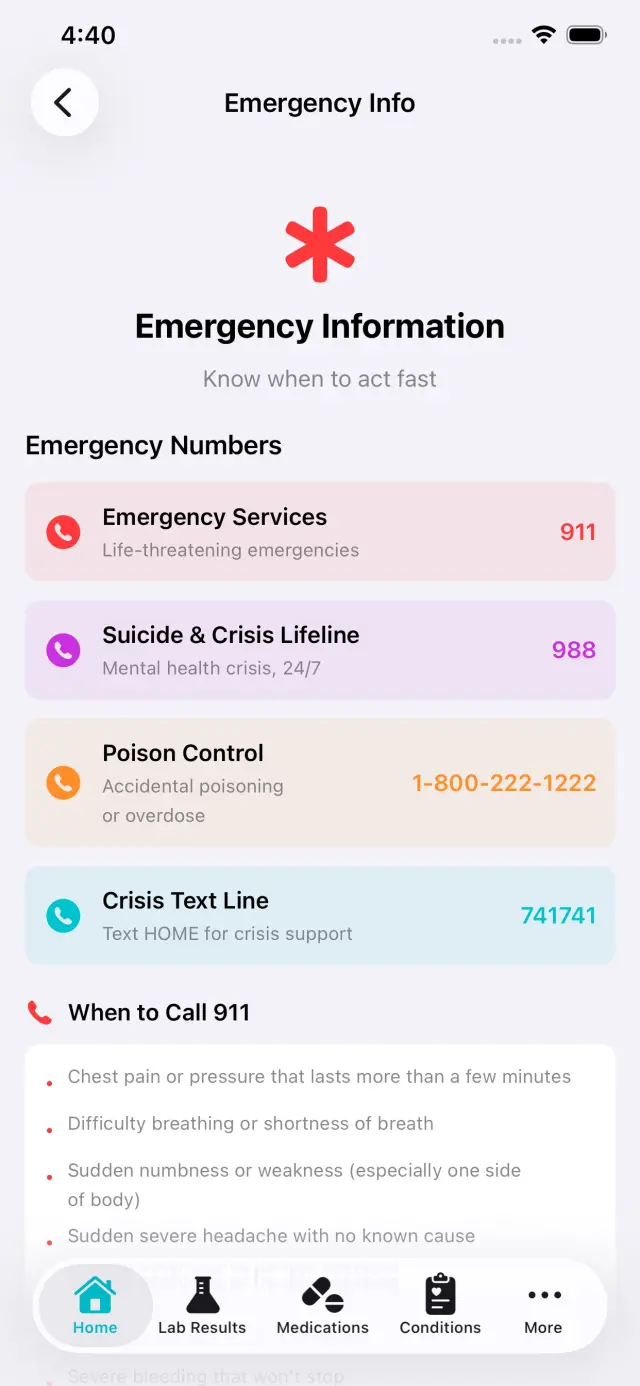 4:40
Emergency Info
Emergency Information
Know when to act fast
Emergency Numbers
Emergency Services
Life-threatening emergencies
911
Suicide & Crisis Lifeline
Mental health crisis, 24/7
988
Poison Control
Accidental poisoning
or overdose
1-800-222-1222
Crisis Text Line
Text HOME for crisis support
741741
When to Call 911
• Chest pain or pressure that lasts more than a few minutes
• Difficulty breathing or shortness of breath
• Sudden numbness or weakness (especially one side
of body)
• Sudden severe headache with no known cause
Home
Lab Results
Medications
Conditions
More
• Severe bleeding that won't stop